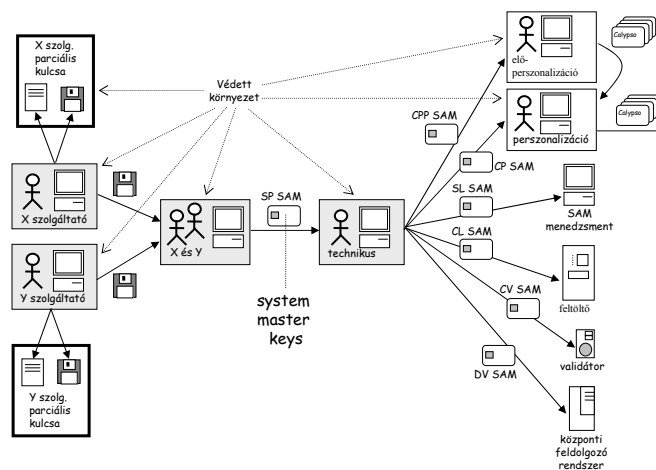 X szolg.
parciális
kulcsa
Védett
környezet
elő-
perszonalizáció
Calypso
CPP SAM
perszonalizáció
Calypso
CP SAM
X szolgáltató
SP SAM
SL SAM
SAM
menedzsment
X és Y
technikus
CL SAM
Y szolgáltató
feltöltő
CV SAM
system
master
keys
validátor
DV SAM
Y szolg.
parciális
kulcsa
központi
feldolgozó
rendszer